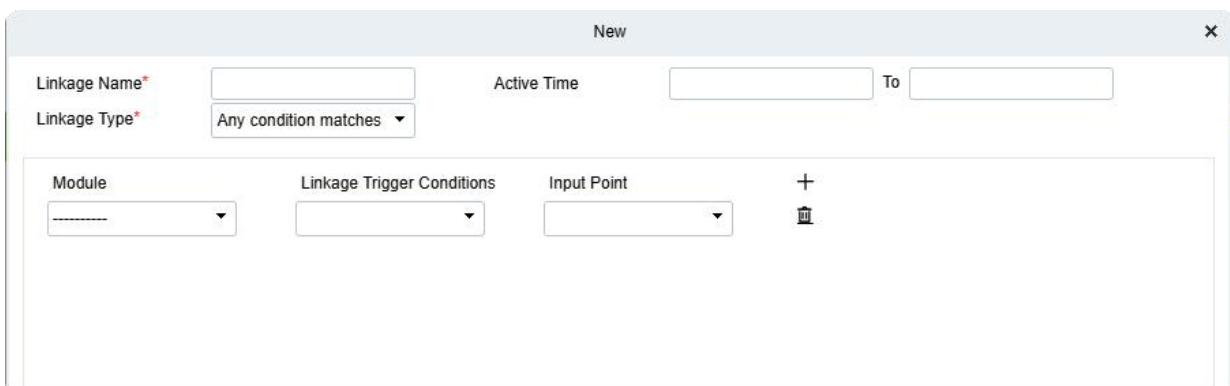 New
Linkage Name* Active Time To
Linkage Type* Any condition matches
Module Linkage Trigger Conditions Input Point
----------